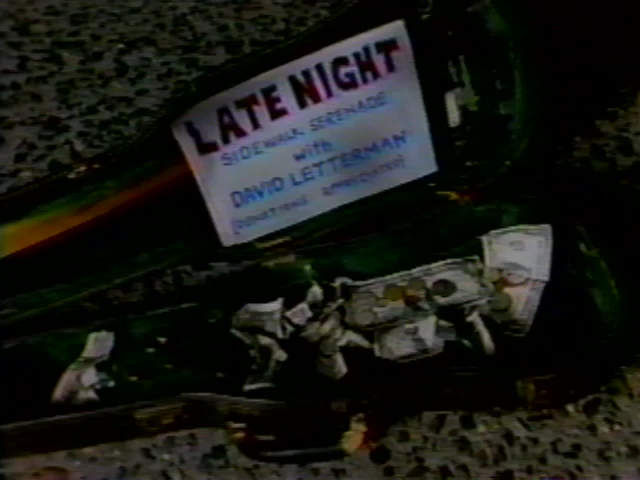 LATE NIGHT
SIDEWALK SERENADE
with
DAVID LETTERMAN
(DONATIONS APPRECIATED)